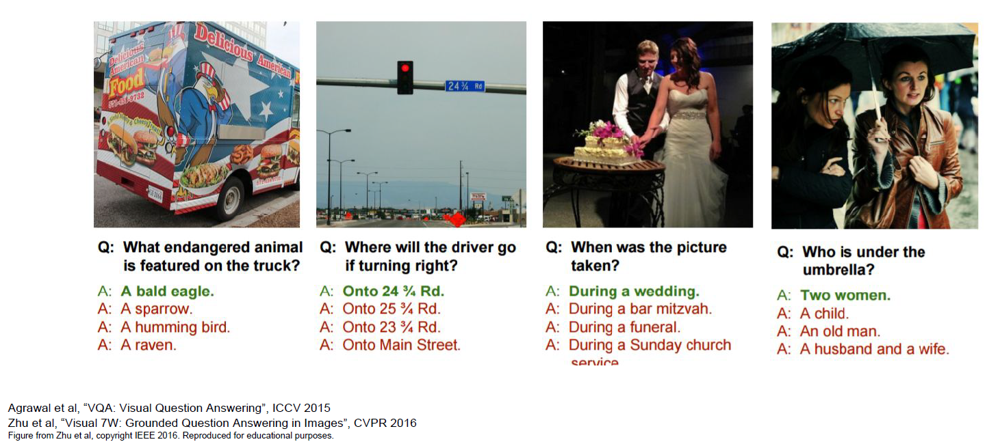 Delicious
American
Food
571-438-9732
Delicious American
24 ¾ Rd
Q: What endangered animal
is featured on the truck?
A: A bald eagle.
A: A sparrow.
A: A humming bird.
A: A raven.
Q: Where will the driver go
if turning right?
A: Onto 24 ¾ Rd.
A: Onto 25 ¾ Rd.
A: Onto 23 ¾ Rd.
A: Onto Main Street.
Q: When was the picture
taken?
A: During a wedding.
A: During a bar mitzvah.
A: During a funeral.
A: During a Sunday church
service
Q: Who is under the
umbrella?
A: Two women.
A: A child.
A: An old man.
A: A husband and a wife.
Agrawal et al, “VQA: Visual Question Answering”, ICCV 2015
Zhu et al, “Visual 7W: Grounded Question Answering in Images”, CVPR 2016
Figure from Zhu et al, copyright IEEE 2016. Reproduced for educational purposes.